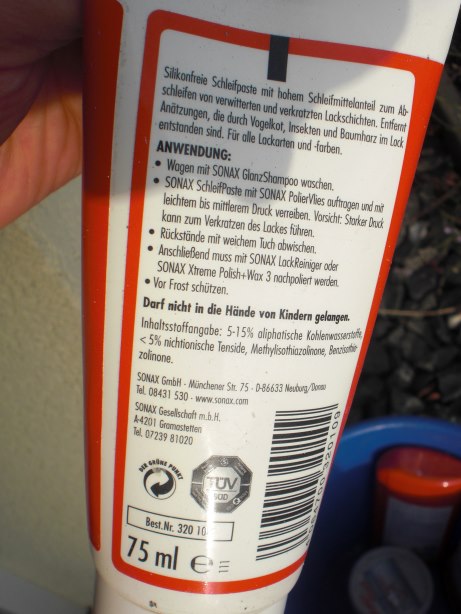 Silikonfreie Schleifpaste mit hohem Schleifmittelanteil zum Ab-
schleifen von verwitterten und verkratzten Lackschichten. Entfernt
Anätzungen, die durch Vogelkot, Insekten und Baumharz im Lack
entstanden sind. Für alle Lackarten und -farben.
ANWENDUNG:
• Wagen mit SONAX GlanzShampoo waschen.
• SONAX SchleifPaste mit SONAX PolierVlies auftragen und mit
leichtem bis mittlerem Druck verreiben. Vorsicht: Starker Druck
kann zum Verkratzen des Lackes führen.
• Rückstände mit weichem Tuch abwischen.
• Anschließend muss mit SONAX LackReiniger oder
SONAX Xtreme Polish+Wax 3 nachpoliert werden.
• Vor Frost schützen.
Darf nicht in die Hände von Kindern gelangen.
Inhaltsstoffangabe: 5-15% aliphatische Kohlenwasserstoffe,
< 5% nichtionische Tenside, Methylisothiazolinone, Benzisothia-
zolinone.
SONAX GmbH - Münchener Str. 75 - D-86633 Neuburg/Donau
Tel. 08431 530 - www.sonax.com
SONAX Gesellschaft m.b.H.
A-4201 Gramastetten
Tel. 07239 81020
DER GRÜNE PUNKT
TÜV
SÜD
Best.Nr. 320 10
75 ml e